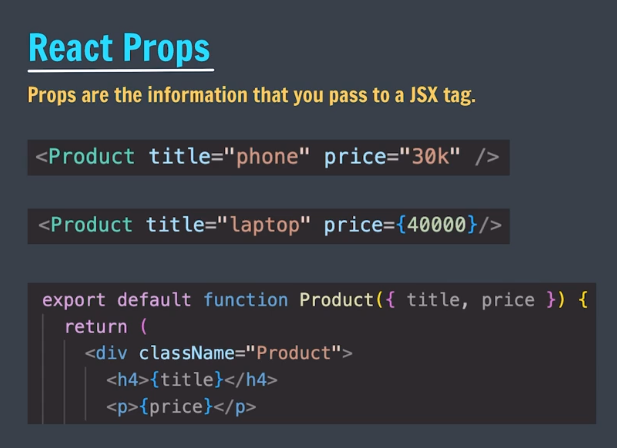 React Props
Props are the information that you pass to a JSX tag.
<Product title="phone" price="30k" />
<Product title="laptop" price={40000}/>
export default function Product({ title, price }) {
return (
<div className="Product">
<h4>{title}</h4>
<p>{price}</p>